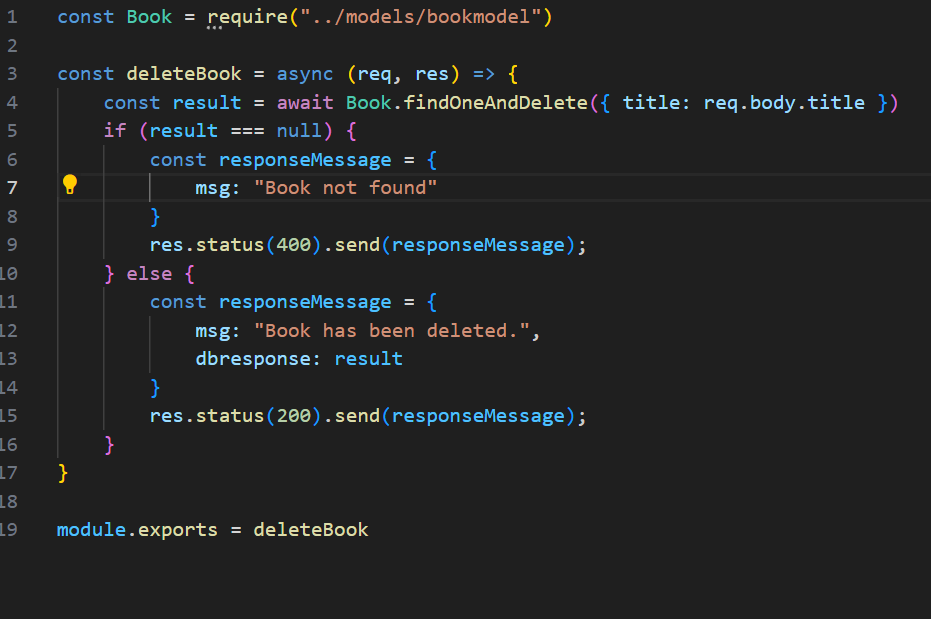 1 const Book = require("../models/bookmodel")
2
3 const deleteBook = async (req, res) => {
4 const result = await Book.findOneAndDelete({ title: req.body.title })
5 if (result === null) {
6 const responseMessage = {
7 msg: "Book not found"
8 }
9 res.status(400).send(responseMessage);
10 } else {
11 const responseMessage = {
12 msg: "Book has been deleted.",
13 dbresponse: result
14 }
15 res.status(200).send(responseMessage);
16 }
17 }
18
19 module.exports = deleteBook